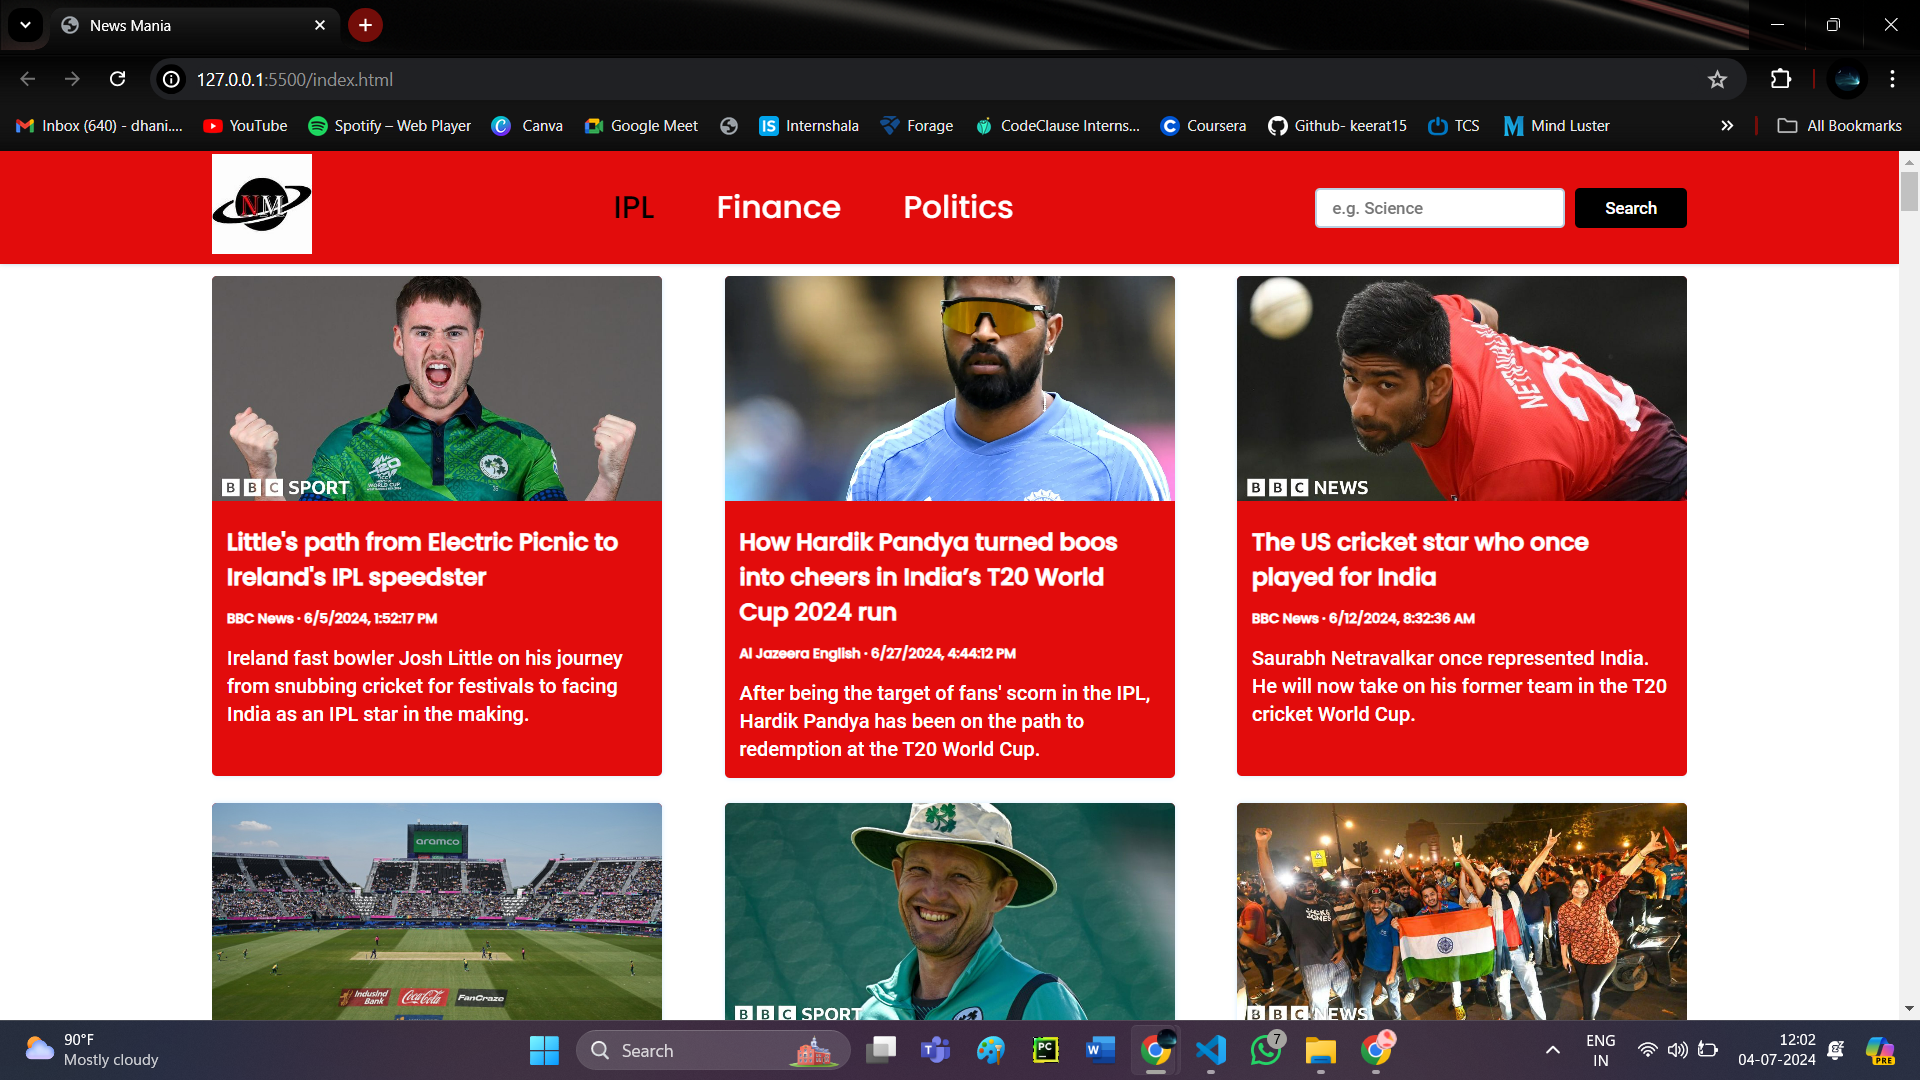 News Mania
127.0.0.1:5500/index.html
Inbox (640) - dhani....
YouTube
Spotify – Web Player
Canva
Google Meet
Internshala
Forage
CodeClause Interns...
Coursera
Github- keerat15
TCS
Mind Luster
All Bookmarks
NM
IPL
Finance
Politics
e.g. Science
Search
BBC SPORT
BBC NEWS
Little's path from Electric Picnic to
Ireland's IPL speedster
BBC News · 6/5/2024, 1:52:17 PM
Ireland fast bowler Josh Little on his journey
from snubbing cricket for festivals to facing
India as an IPL star in the making.
How Hardik Pandya turned boos
into cheers in India’s T20 World
Cup 2024 run
Al Jazeera English · 6/27/2024, 4:44:12 PM
After being the target of fans' scorn in the IPL,
Hardik Pandya has been on the path to
redemption at the T20 World Cup.
The US cricket star who once
played for India
BBC News · 6/12/2024, 8:32:36 AM
Saurabh Netravalkar once represented India.
He will now take on his former team in the T20
cricket World Cup.
aramco
IndusInd
Bank
Coca-Cola
FanCraze
BBC SPORT
BBC NEWS
90°F
Mostly cloudy
Search
7
ENG
IN
12:02
04-07-2024
PRE